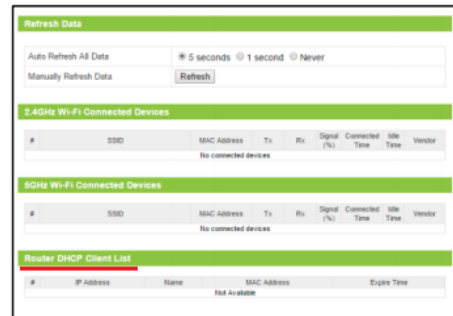 Refresh Data
Auto Refresh All Data 5 seconds 1 second Never
Manually Refresh Data Refresh
2.4GHz Wi-Fi Connected Devices
# SSID MAC Address Tx Rx Signal (%) Connected Time Idle Time Vendor
No connected devices
5GHz Wi-Fi Connected Devices
# SSID MAC Address Tx Rx Signal (%) Connected Time Idle Time Vendor
No connected devices
Router DHCP Client List
# IP Address Name MAC Address Expire Time
Not Available